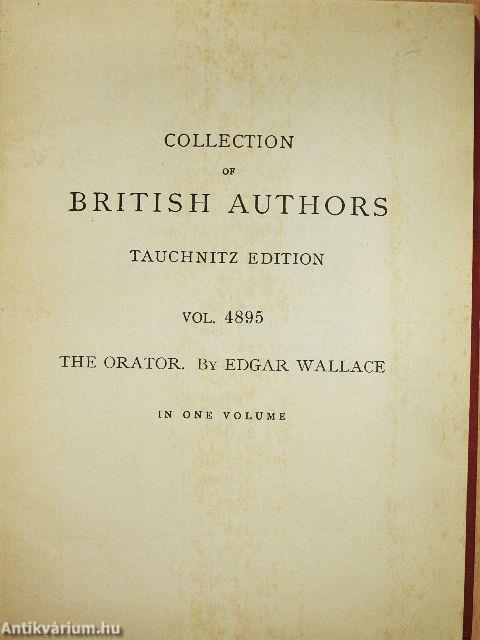 COLLECTION
OF
BRITISH AUTHORS
TAUCHNITZ EDITION
VOL. 4895
THE ORATOR. BY EDGAR WALLACE
IN ONE VOLUME
Antikvárium.hu